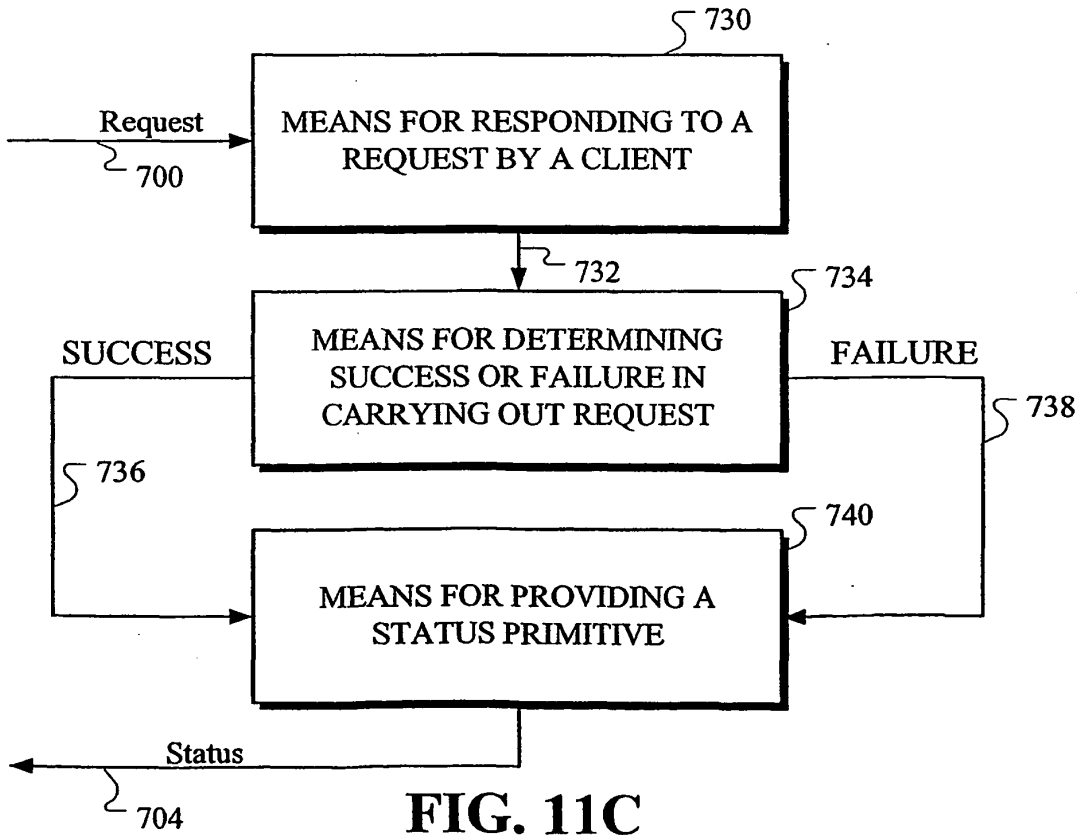 730
Request
700
MEANS FOR RESPONDING TO A
REQUEST BY A CLIENT
732
734
SUCCESS
MEANS FOR DETERMINING
SUCCESS OR FAILURE IN
CARRYING OUT REQUEST
FAILURE
738
736
740
MEANS FOR PROVIDING A
STATUS PRIMITIVE
Status
704
FIG. 11C